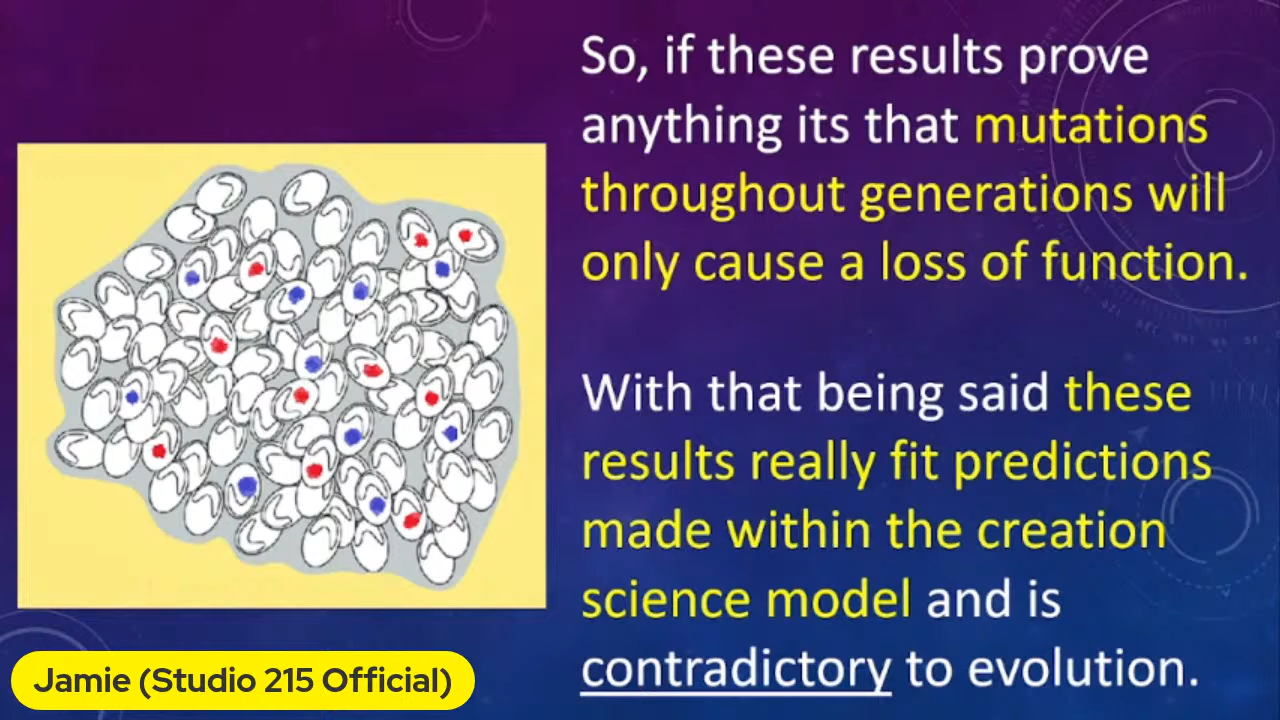 So, if these results prove
anything its that mutations
throughout generations will
only cause a loss of function.
With that being said these
results really fit predictions
made within the creation
science model and is
contradictory to evolution.
Jamie (Studio 215 Official)